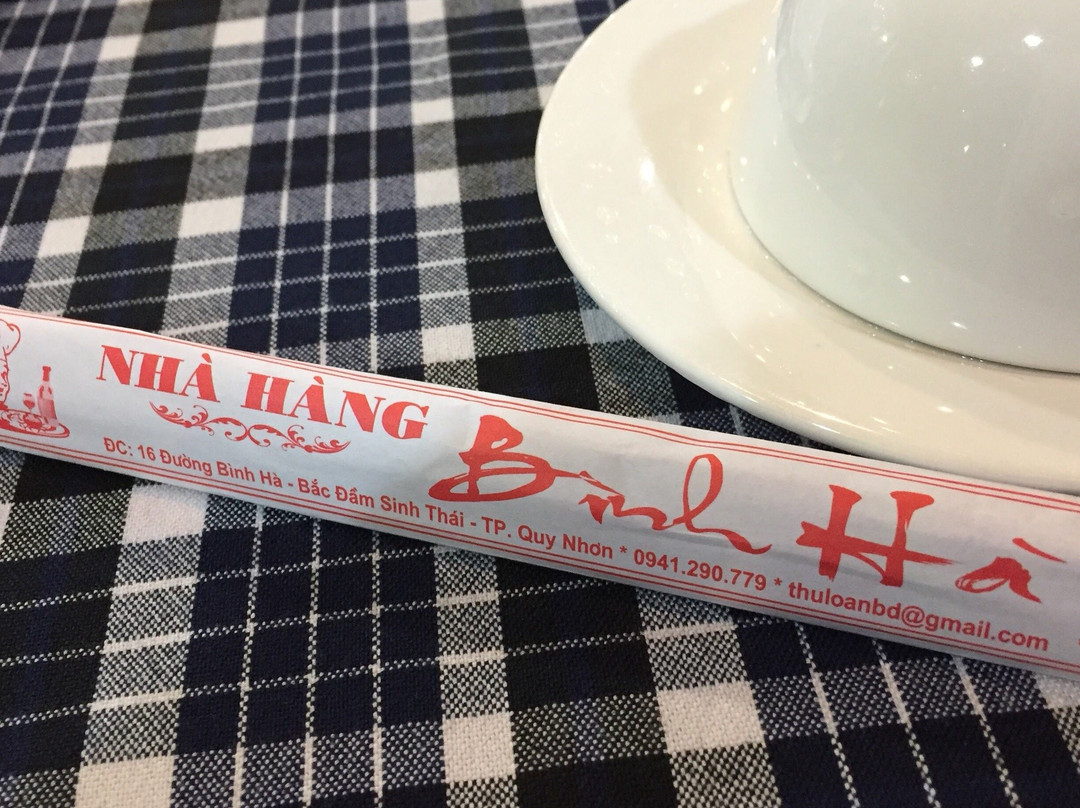 NHÀ HÀNG Bình Hà
ĐC: 16 Đường Bình Hà - Bắc Đầm Sinh Thái - TP. Quy Nhơn * 0941.290.779 * thuloanbd@gmail.com